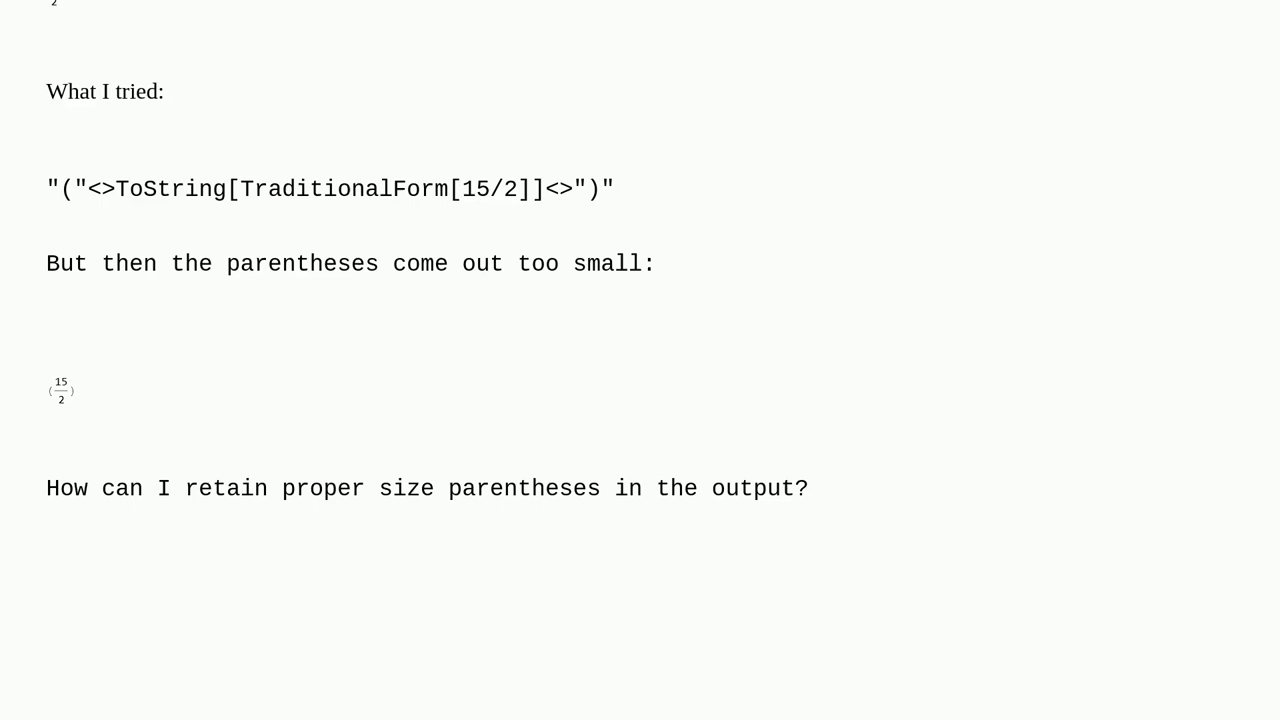 2
What I tried:
"("<>ToString[TraditionalForm[15/2]]<>")"
But then the parentheses come out too small:
(15/2)
How can I retain proper size parentheses in the output?